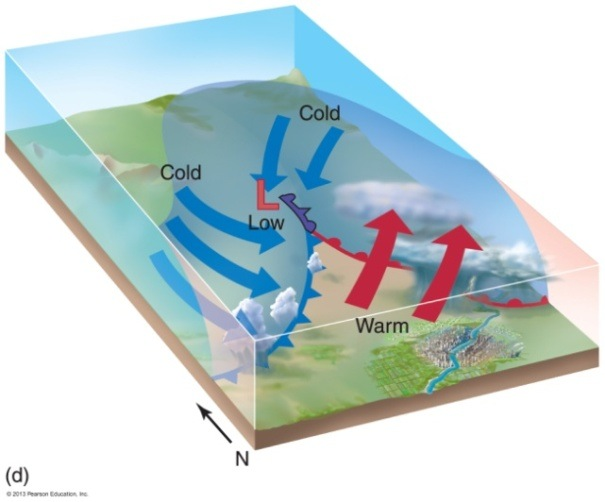 Cold
Cold
L
Low
Warm
N
(d)
© 2013 Pearson Education, Inc.